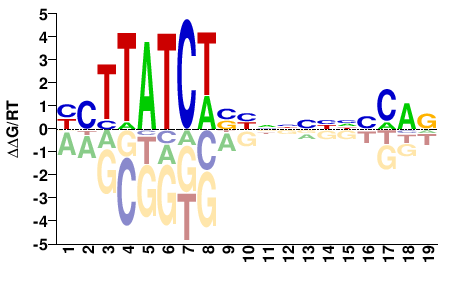 5
4
3
2
1
0
-1
-2
-3
-4
-5
ΔΔG/RT
C C T T A T C T C C C C C C C A G
T T C A A G T A T
A A A G C T G C A G A A G G T T T T
G C G G T G G G
1 2 3 4 5 6 7 8 9 10 11 12 13 14 15 16 17 18 19